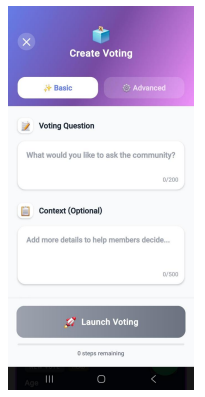 Create Voting
Basic
Advanced
Voting Question
What would you like to ask the community?
0/200
Context (Optional)
Add more details to help members decide...
0/500
Launch Voting
0 steps remaining
Age